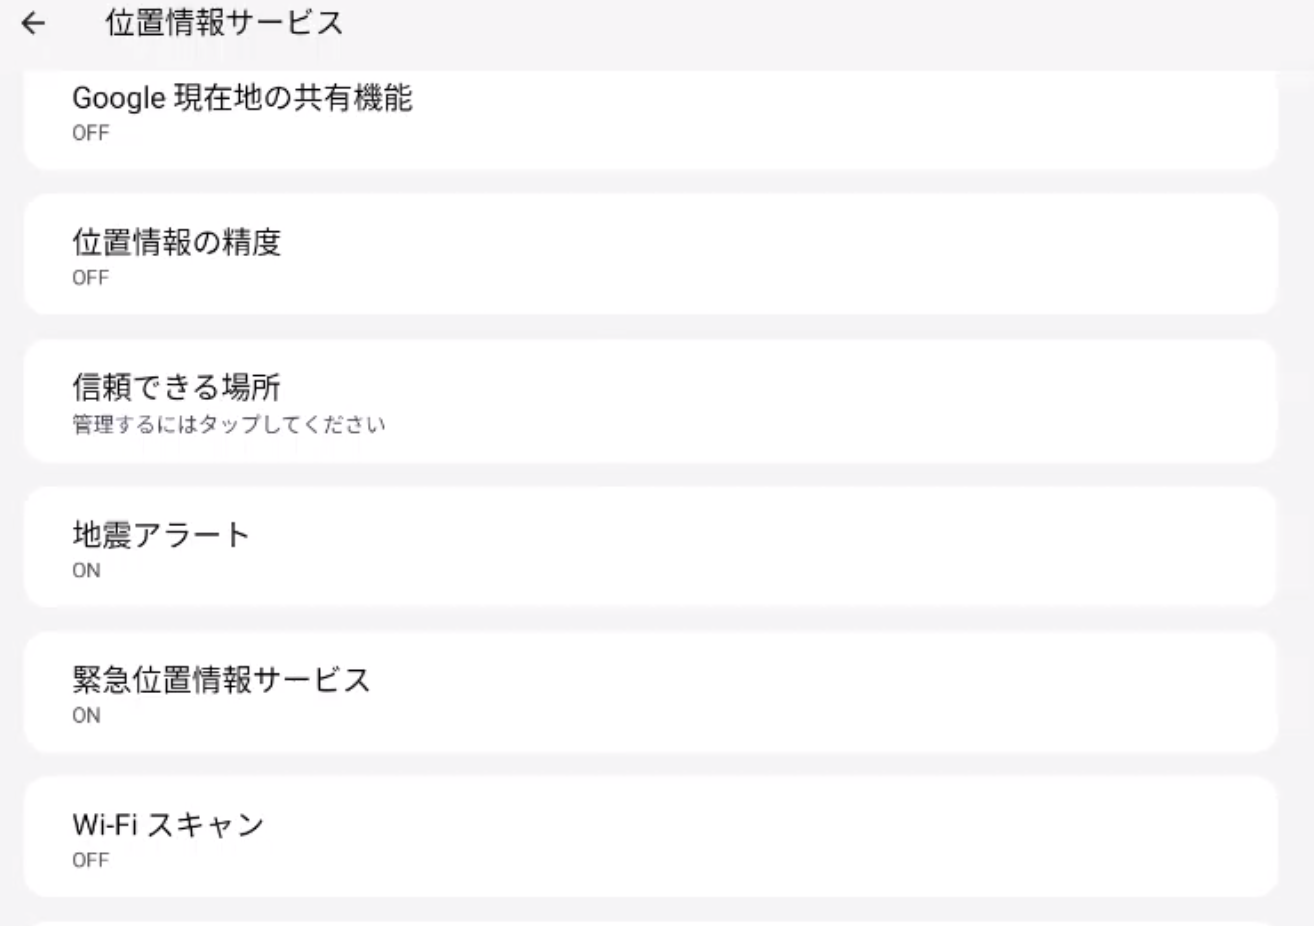 位置情報サービス
Google 現在地の共有機能
OFF
位置情報の精度
OFF
信頼できる場所
管理するにはタップしてください
地震アラート
ON
緊急位置情報サービス
ON
Wi-Fi スキャン
OFF